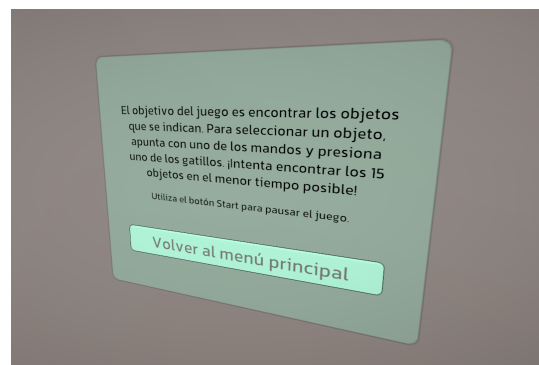 El objetivo del juego es encontrar los objetos
que se indican. Para seleccionar un objeto,
apunta con uno de los mandos y presiona
uno de los gatillos. ¡Intenta encontrar los 15
objetos en el menor tiempo posible!
Utiliza el botón Start para pausar el juego.
Volver al menú principal